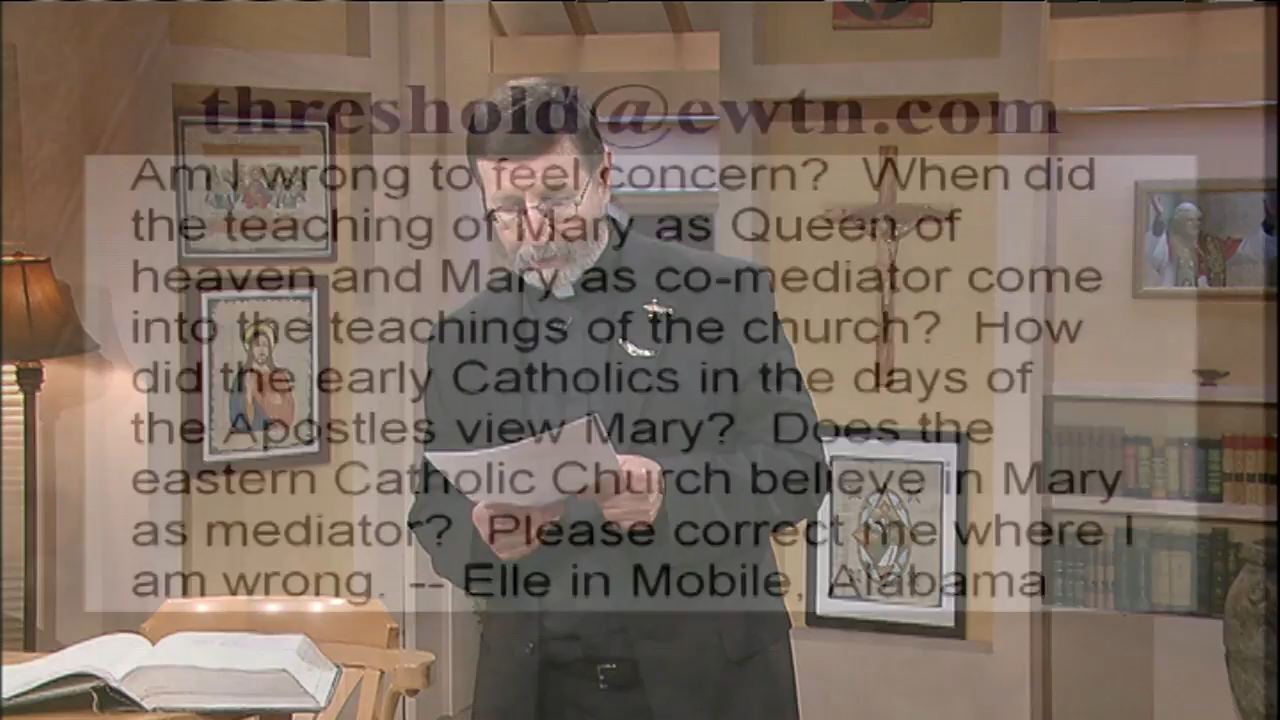 threshold@ewtn.com
Am I wrong to feel concern? When did
the teaching of Mary as Queen of
heaven and Mary as co-mediator come
into the teachings of the church? How
did the early Catholics in the days of
the Apostles view Mary? Does the
eastern Catholic Church believe in Mary
as mediator? Please correct me where I
am wrong. -- Elle in Mobile, Alabama